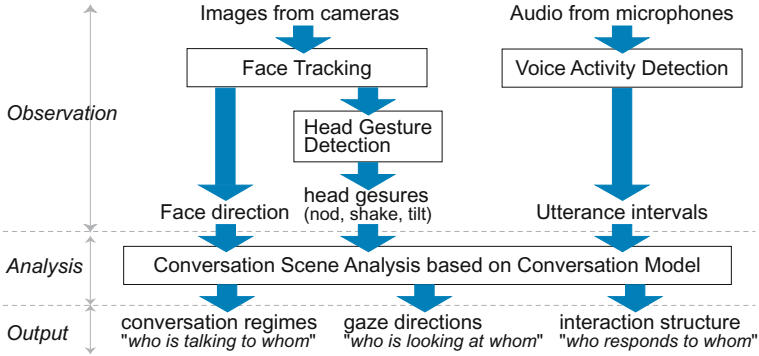 Images from cameras
Audio from microphones
Face Tracking
Voice Activity Detection
Observation
Head Gesture
Detection
head gesures
(nod, shake, tilt)
Face direction
Utterance intervals
Analysis
Conversation Scene Analysis based on Conversation Model
Output
conversation regimes
"who is talking to whom"
gaze directions
"who is looking at whom"
interaction structure
"who responds to whom"